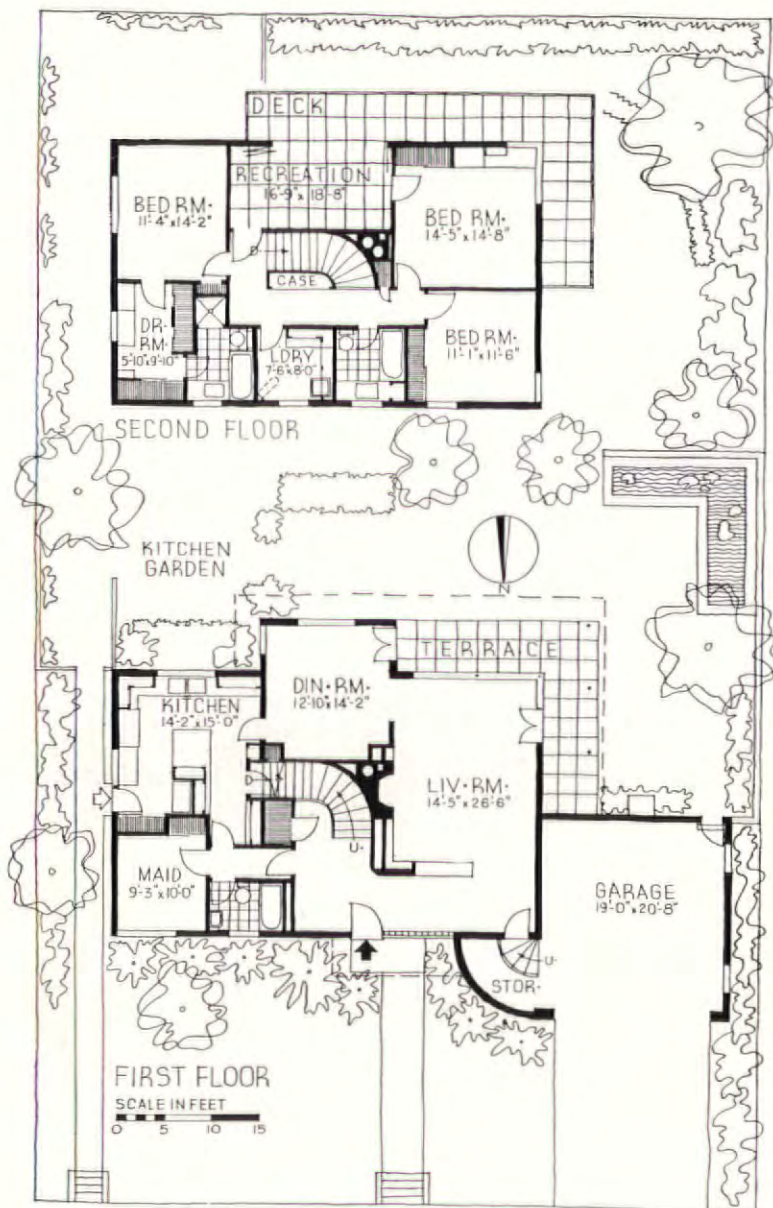 DECK
RECREATION
16'-9" x 18'-8"
BED RM·
11'-4" x 14'-2"
BED RM·
14'-5" x 14'-8"
D
CASE
DR·
RM·
5'-10" x 9'-10"
LDRY
7'-6" x 8'-0"
BED RM·
11'-1" x 11'-6"
SECOND FLOOR
KITCHEN
GARDEN
N
TERRACE
DIN·RM·
12'-10" x 14'-2"
KITCHEN
14'-2" x 15'-0"
D
LIV·RM·
14'-5" x 26'-6"
U·
MAID
9'-3" x 10'-0"
GARAGE
19'-0" x 20'-8"
U·
STOR·
FIRST FLOOR
SCALE IN FEET
0 5 10 15